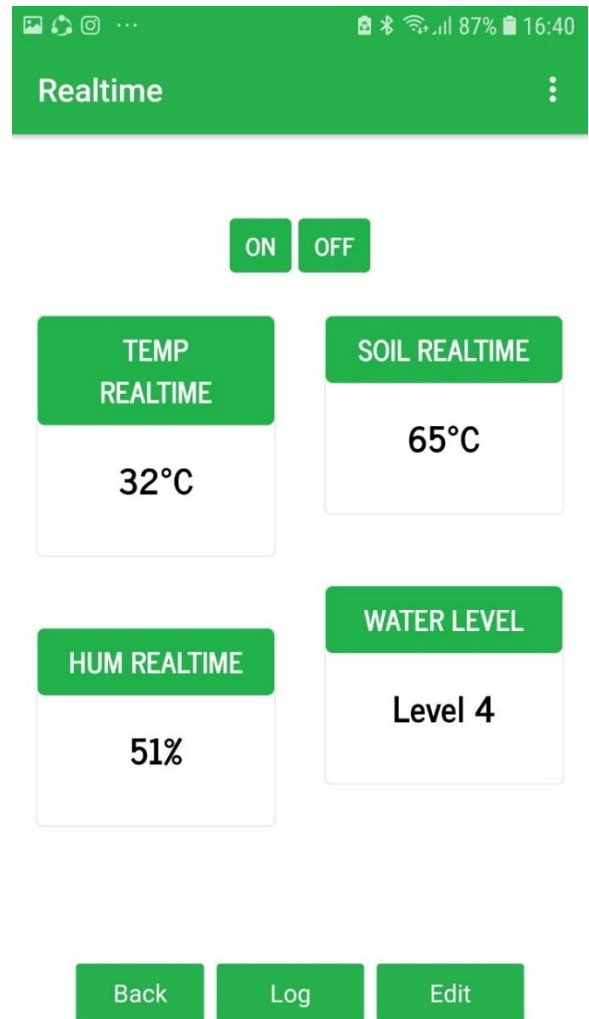 87% 16:40
Realtime
ON OFF
TEMP
REALTIME
32°C
SOIL REALTIME
65°C
HUM REALTIME
51%
WATER LEVEL
Level 4
Back Log Edit